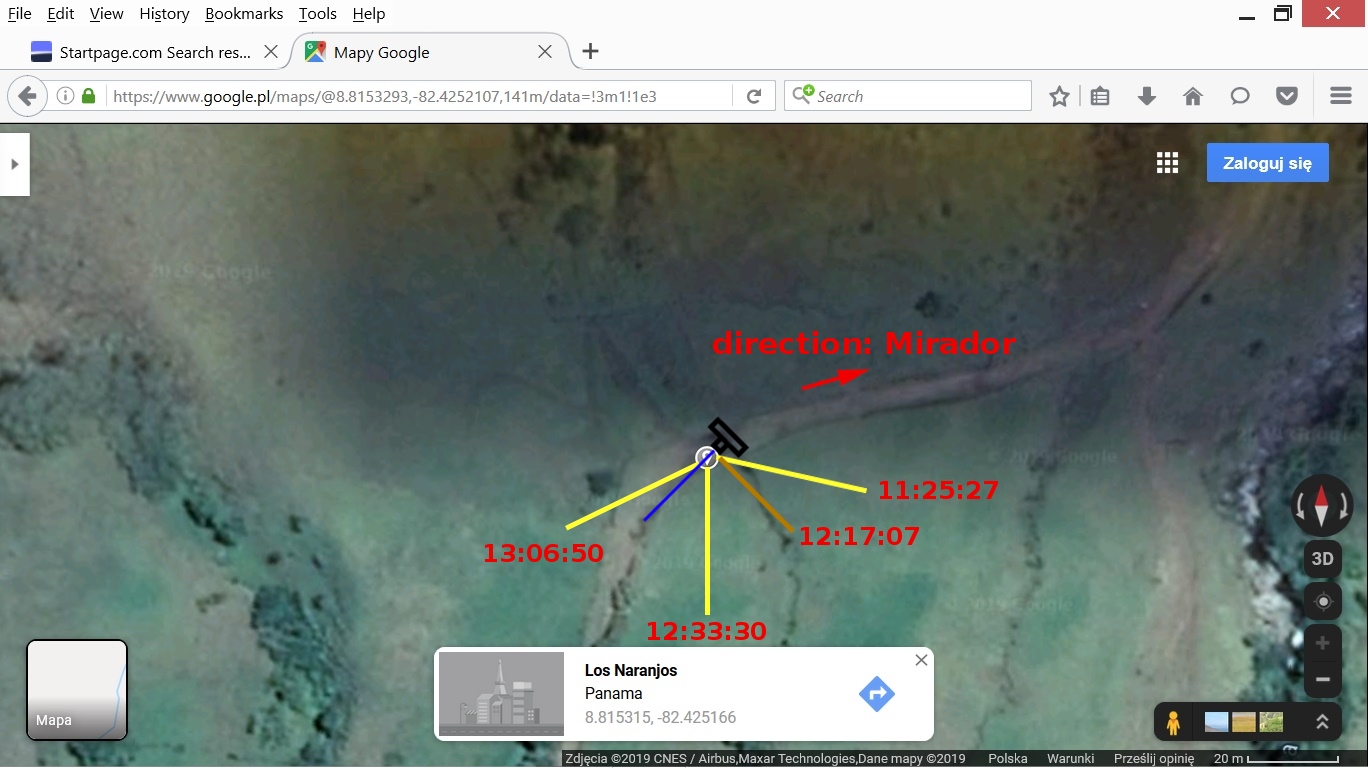 File Edit View History Bookmarks Tools Help
Startpage.com Search res...
Mapy Google
https://www.google.pl/maps/@8.8153293,-82.4252107,141m/data=!3m1!1e3
Search
Zaloguj się
© 2019 Google
direction: Mirador
© 2019 Google
11:25:27
12:17:07
13:06:50
© 2019 Google
12:33:30
3D
Los Naranjos
Panama
8.815315, -82.425166
Mapa
Zdjęcia ©2019 CNES / Airbus,Maxar Technologies,Dane mapy ©2019 Polska Warunki Prześlij opinię 20 m